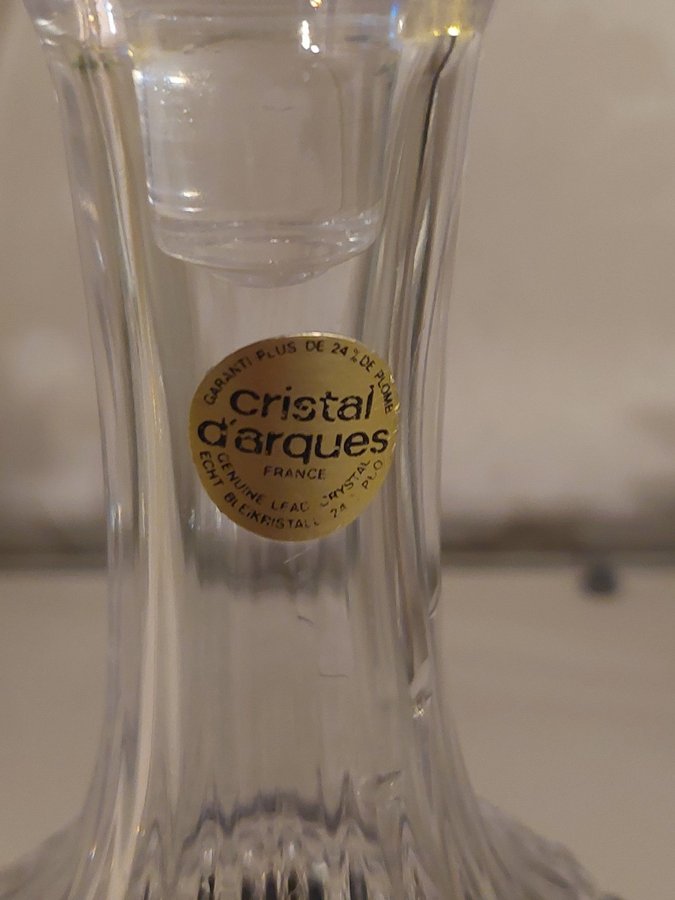 GARANTI PLUS DE 24% DE PLOMB
cristal
d'arques
FRANCE
GENUINE LEAD CRYSTAL
ECHT BLEIKRISTALL 24% PbO